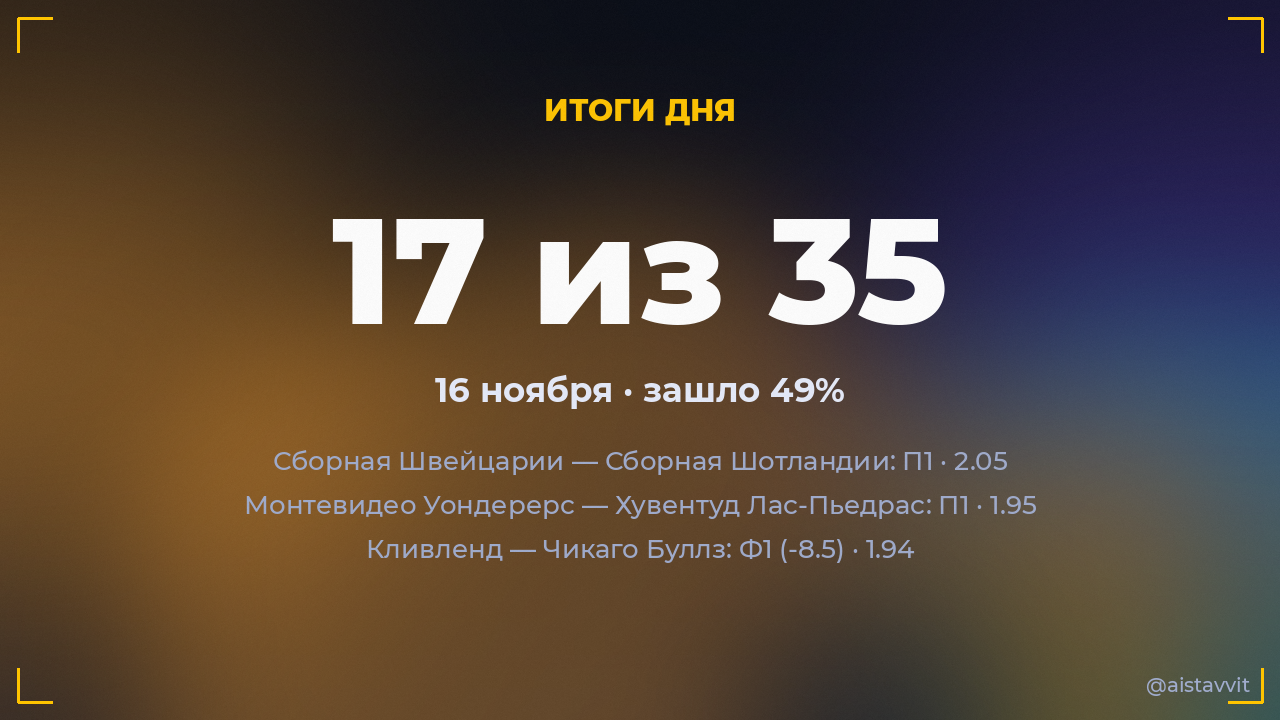 ИТОГИ ДНЯ
17 из 35
16 ноября · зашло 49%
Сборная Швейцарии — Сборная Шотландии: П1 · 2.05
Монтевидео Уондерерс — Хувентуд Лас-Пьедрас: П1 · 1.95
Кливленд — Чикаго Буллз: Ф1 (-8.5) · 1.94
@aistavvit